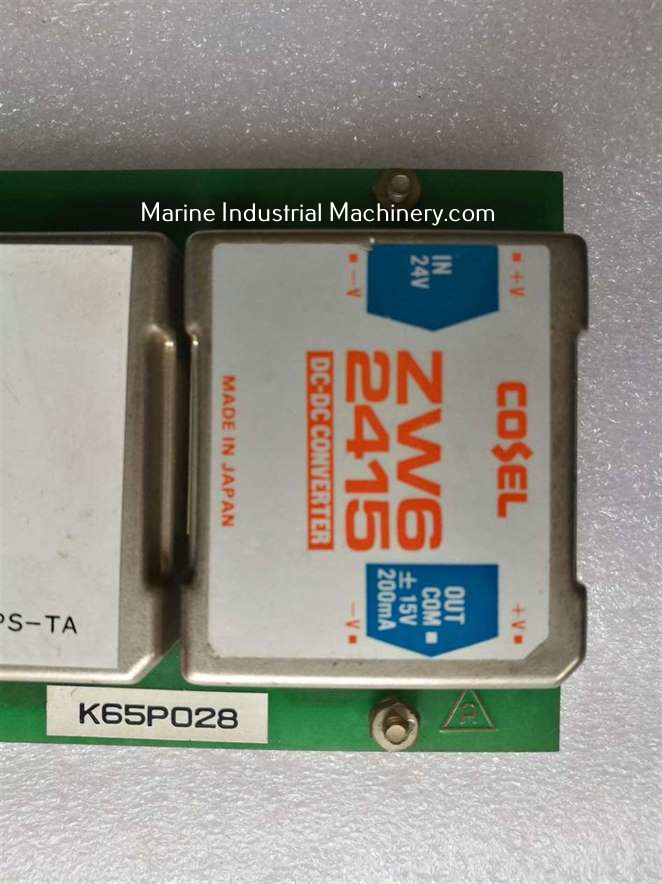 Marine Industrial Machinery.com
COSEL
ZW6
2415
DC-DC CONVERTER
MADE IN JAPAN
+V
IN
24V
−V
+V
OUT
COM
± 15V
200mA
−V
PS-TA
K65P028